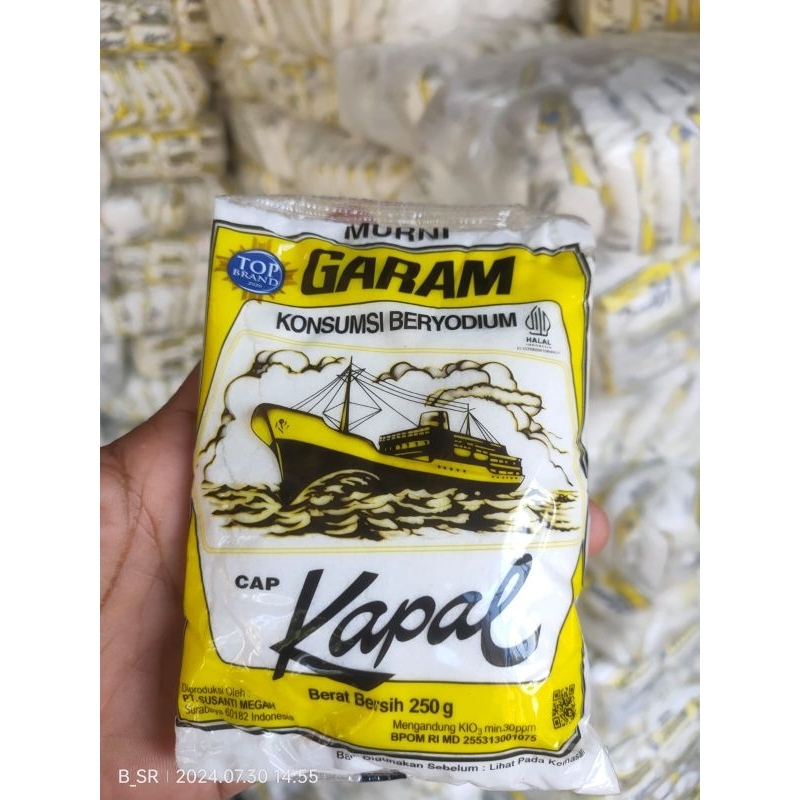 MURNI
GARAM
TOP
BRAND
2020
KONSUMSI BERYODIUM
HALAL
INDONESIA
CAP
Kapal
Diproduksi Oleh :
PT. SUSANTI MEGAH
Surabaya 60182 Indonesia
Berat Bersih 250 g
Mengandung KIO3 min.30ppm
BPOM RI MD 255313001075
Baik Digunakan Sebelum : Lihat Pada Kemasan
B_SR | 2024.07.30 14:55